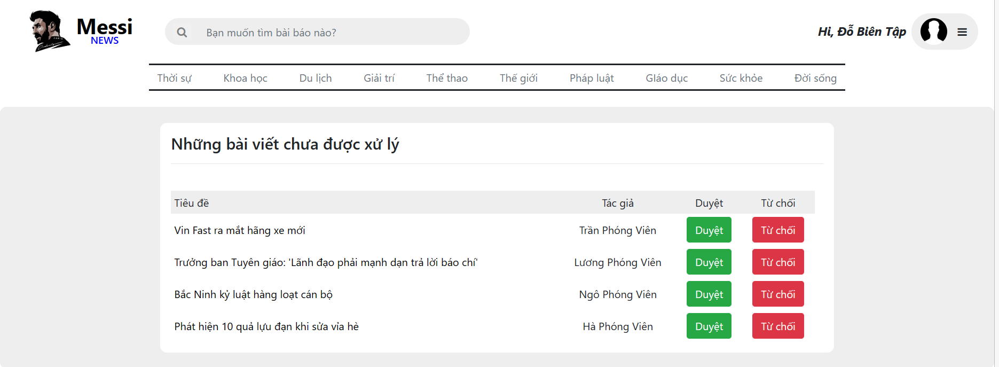 Messi
NEWS
Bạn muốn tìm bài báo nào?
Hi, Đỗ Biên Tập
Thời sự Khoa học Du lịch Giải trí Thể thao Thế giới Pháp luật GIáo dục Sức khỏe Đời sống
Những bài viết chưa được xử lý
Tiêu đề Tác giả Duyệt Từ chối
Vin Fast ra mắt hãng xe mới Trần Phóng Viên Duyệt Từ chối
Trưởng ban Tuyên giáo: 'Lãnh đạo phải mạnh dạn trả lời báo chí' Lương Phóng Viên Duyệt Từ chối
Bắc Ninh kỷ luật hàng loạt cán bộ Ngô Phóng Viên Duyệt Từ chối
Phát hiện 10 quả lựu đạn khi sửa vỉa hè Hà Phóng Viên Duyệt Từ chối